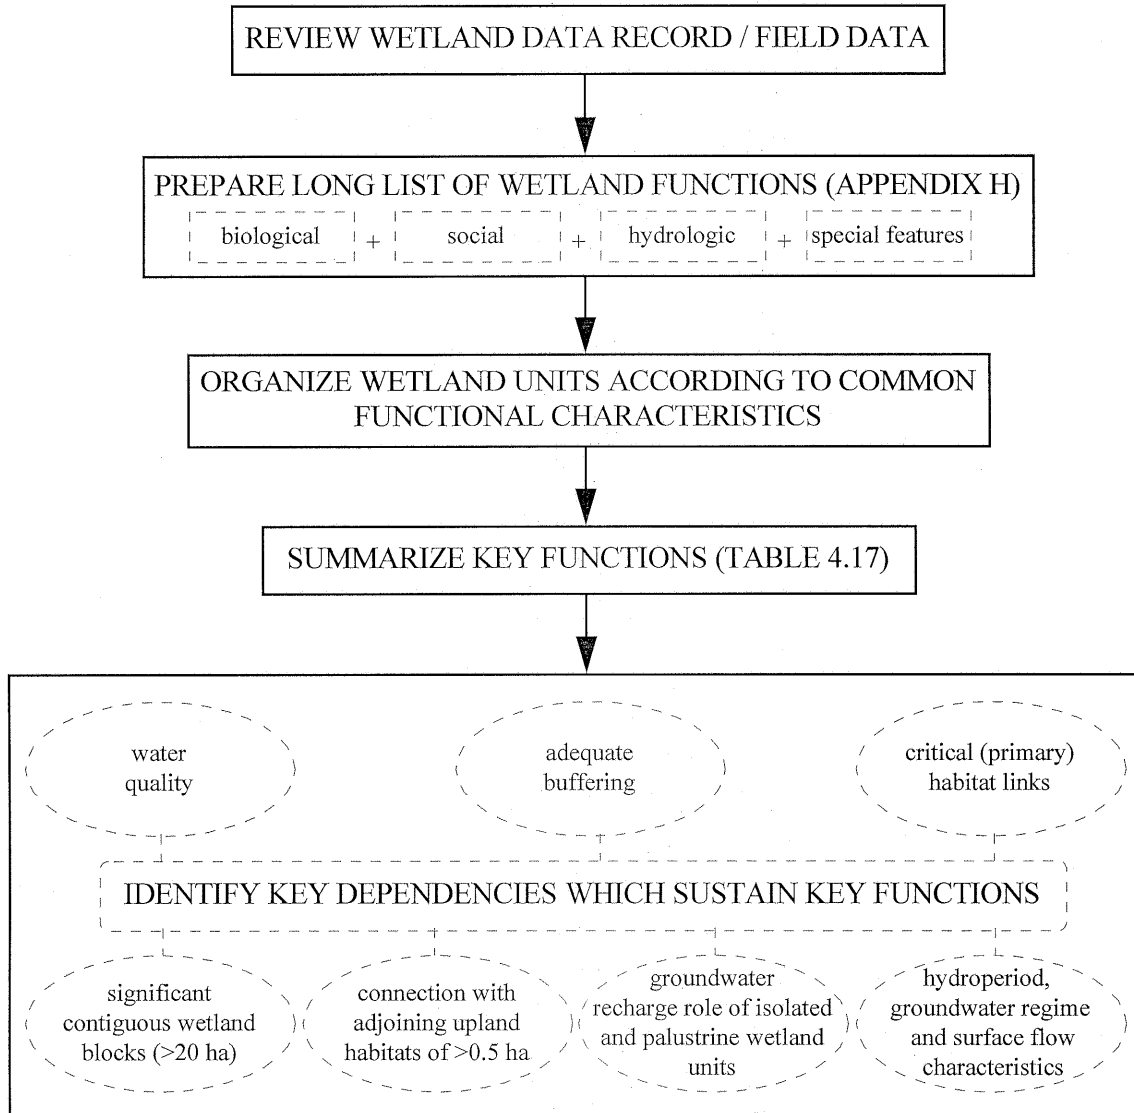 REVIEW WETLAND DATA RECORD / FIELD DATA
PREPARE LONG LIST OF WETLAND FUNCTIONS (APPENDIX H)
biological + social + hydrologic + special features
ORGANIZE WETLAND UNITS ACCORDING TO COMMON
FUNCTIONAL CHARACTERISTICS
SUMMARIZE KEY FUNCTIONS (TABLE 4.17)
water
quality
adequate
buffering
critical (primary)
habitat links
IDENTIFY KEY DEPENDENCIES WHICH SUSTAIN KEY FUNCTIONS
significant
contiguous wetland
blocks (>20 ha)
connection with
adjoining upland
habitats of >0.5 ha
groundwater
recharge role of isolated
and palustrine wetland
units
hydroperiod,
groundwater regime
and surface flow
characteristics